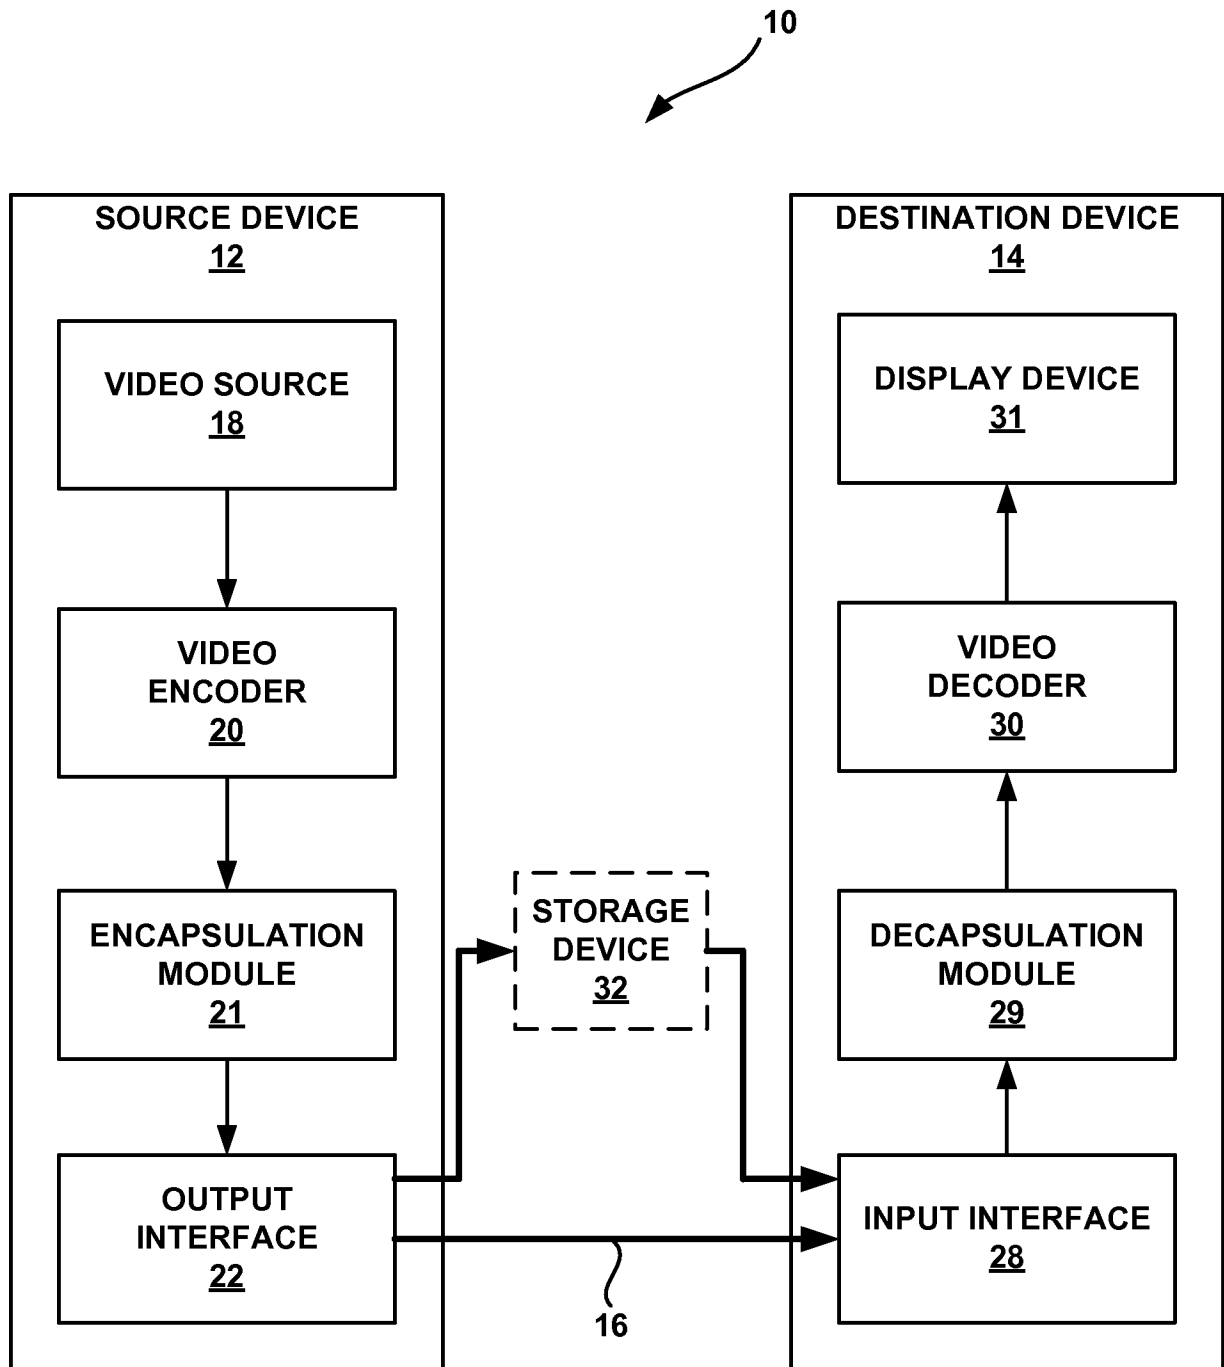 10
SOURCE DEVICE
12
VIDEO SOURCE
18
VIDEO
ENCODER
20
ENCAPSULATION
MODULE
21
OUTPUT
INTERFACE
22
STORAGE
DEVICE
32
16
DESTINATION DEVICE
14
DISPLAY DEVICE
31
VIDEO
DECODER
30
DECAPSULATION
MODULE
29
INPUT INTERFACE
28